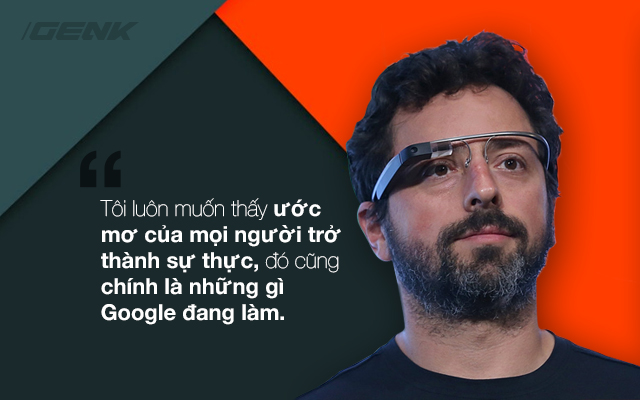 /GENK
“
Tôi luôn muốn thấy ước
mơ của mọi người trở
thành sự thực, đó cũng
chính là những gì
Google đang làm.